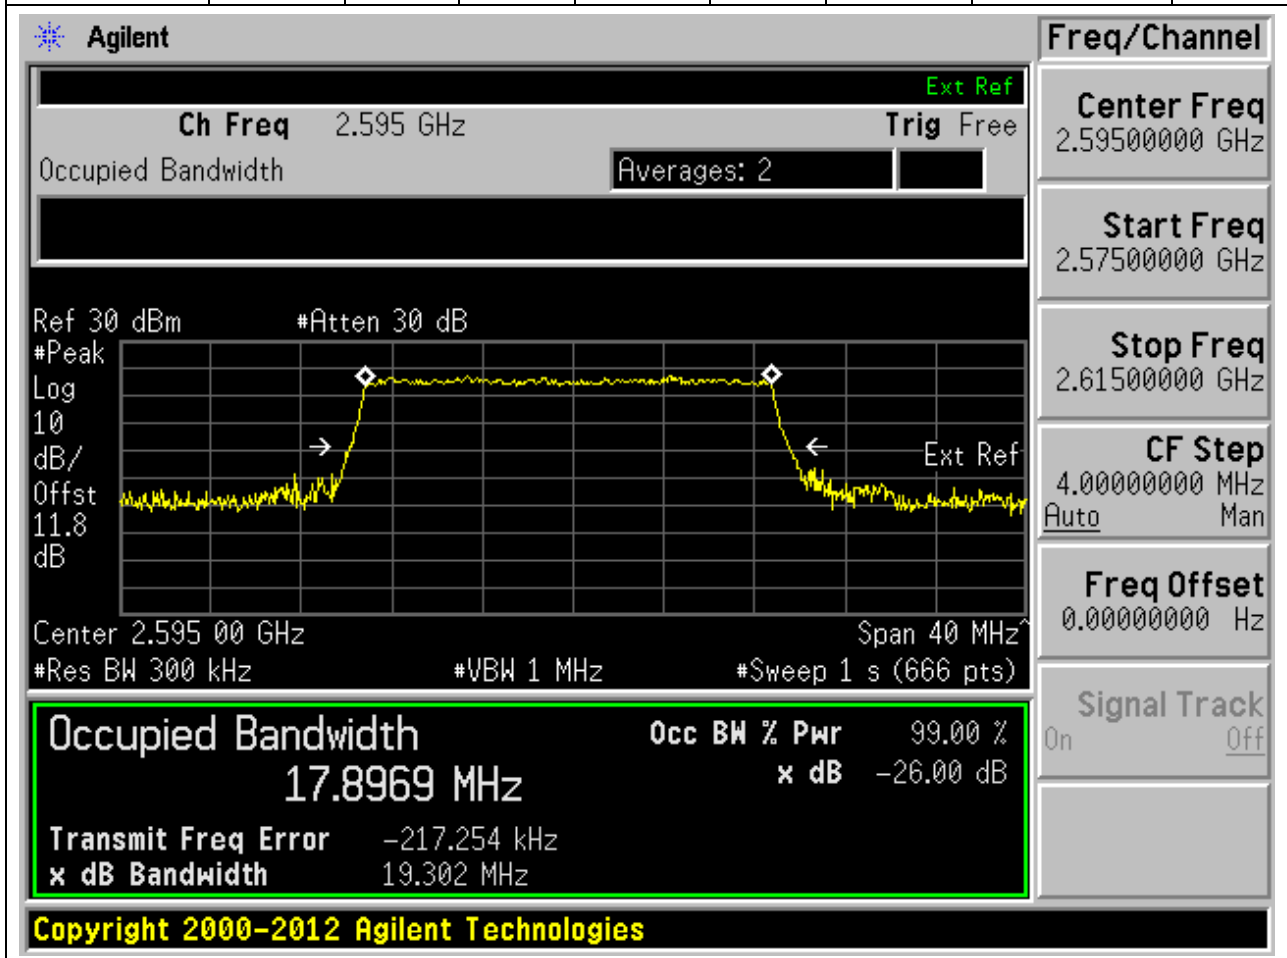 Agilent
Freq/Channel
Ext Ref
Ch Freq 2.595 GHz Trig Free
Occupied Bandwidth Averages: 2
Center Freq
2.59500000 GHz
Start Freq
2.57500000 GHz
Stop Freq
2.61500000 GHz
CF Step
4.00000000 MHz
Auto Man
Freq Offset
0.00000000 Hz
Signal Track
On Off
Ref 30 dBm #Atten 30 dB
#Peak
Log
10
dB/
Offst
11.8
dB
Ext Ref
Center 2.595 00 GHz Span 40 MHz^
#Res BW 300 kHz #VBW 1 MHz #Sweep 1 s (666 pts)
Occupied Bandwidth Occ BW % Pwr 99.00 %
17.8969 MHz x dB -26.00 dB
Transmit Freq Error -217.254 kHz
x dB Bandwidth 19.302 MHz
Copyright 2000-2012 Agilent Technologies